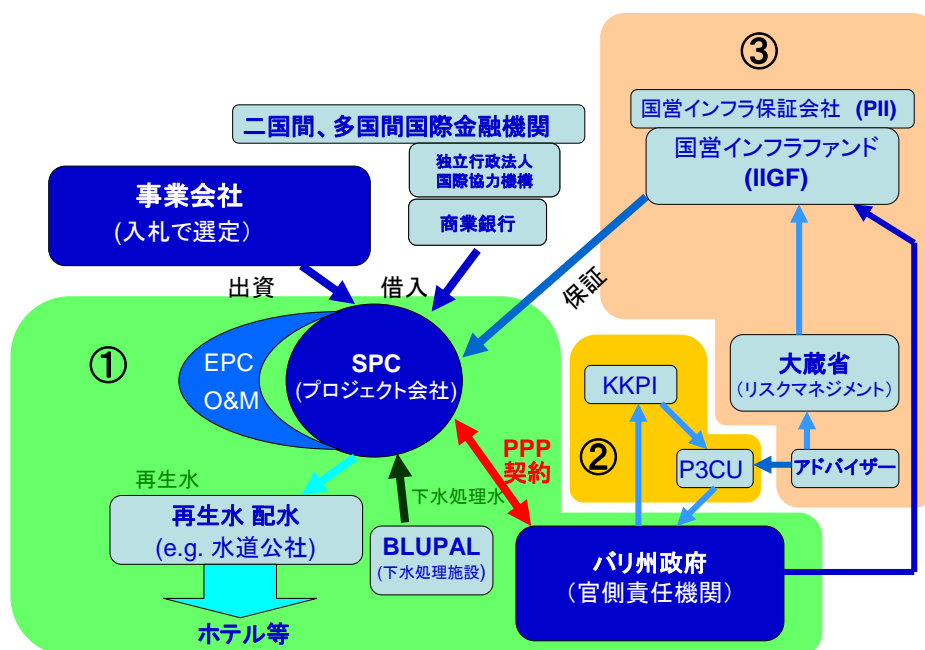 ③
国営インフラ保証会社 (PII)
国営インフラファンド
(IIGF)
二国間、多国間国際金融機関
独立行政法人
国際協力機構
商業銀行
事業会社
(入札で選定)
出資
借入
保証
①
EPC
O&M
SPC
(プロジェクト会社)
KKPI
②
P3CU
大蔵省
(リスクマネジメント)
アドバイザー
PPP
契約
再生水
下水処理水
再生水 配水
(e.g. 水道公社)
BLUPAL
(下水処理施設)
バリ州政府
(官側責任機関)
ホテル等